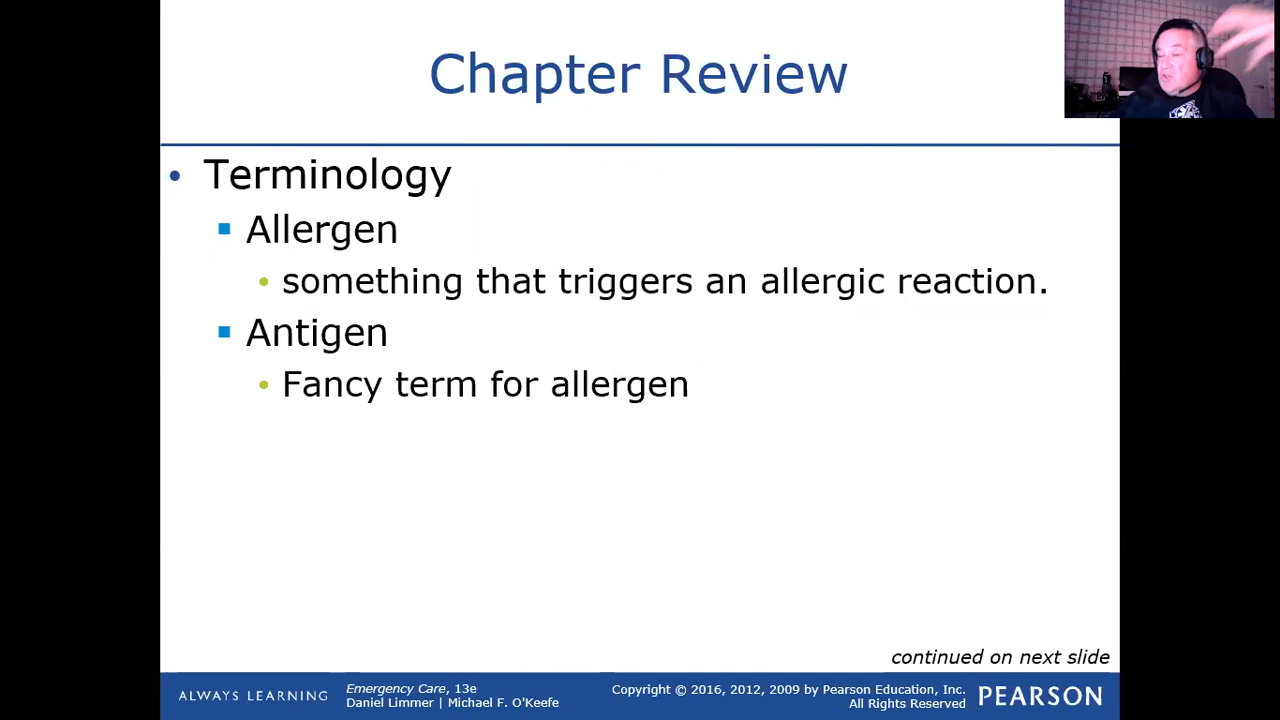 Chapter Review
Terminology
Allergen
something that triggers an allergic reaction.
Antigen
Fancy term for allergen
continued on next slide
ALWAYS LEARNING
Emergency Care, 13e
Daniel Limmer | Michael F. O'Keefe
Copyright © 2016, 2012, 2009 by Pearson Education, Inc.
All Rights Reserved
PEARSON